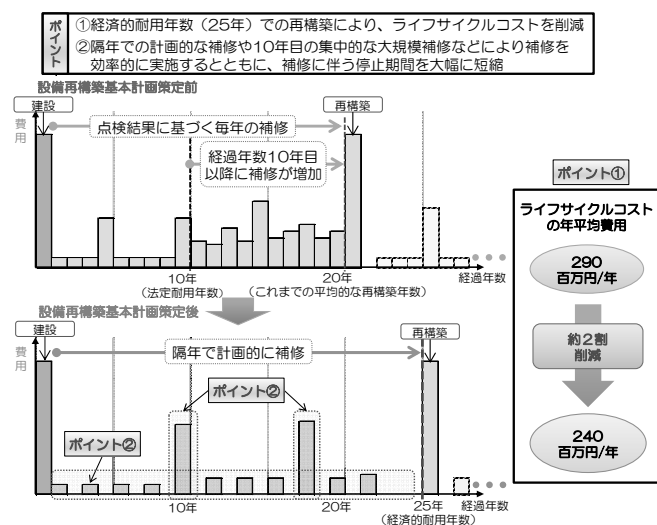 ポイント
①経済的耐用年数（25年）での再構築により、ライフサイクルコストを削減
②隔年での計画的な補修や10年目の集中的な大規模補修などにより補修を
効率的に実施するとともに、補修に伴う停止期間を大幅に短縮
設備再構築基本計画策定前
建設
再構築
費用
点検結果に基づく毎年の補修
経過年数10年目
以降に補修が増加
10年
（法定耐用年数）
20年
（これまでの平均的な再構築年数）
経過年数
設備再構築基本計画策定後
建設
再構築
費用
隔年で計画的に補修
ポイント②
ポイント②
10年
20年
25年
（経済的耐用年数）
経過年数
ポイント①
ライフサイクルコスト
の年平均費用
290
百万円/年
約2割
削減
240
百万円/年